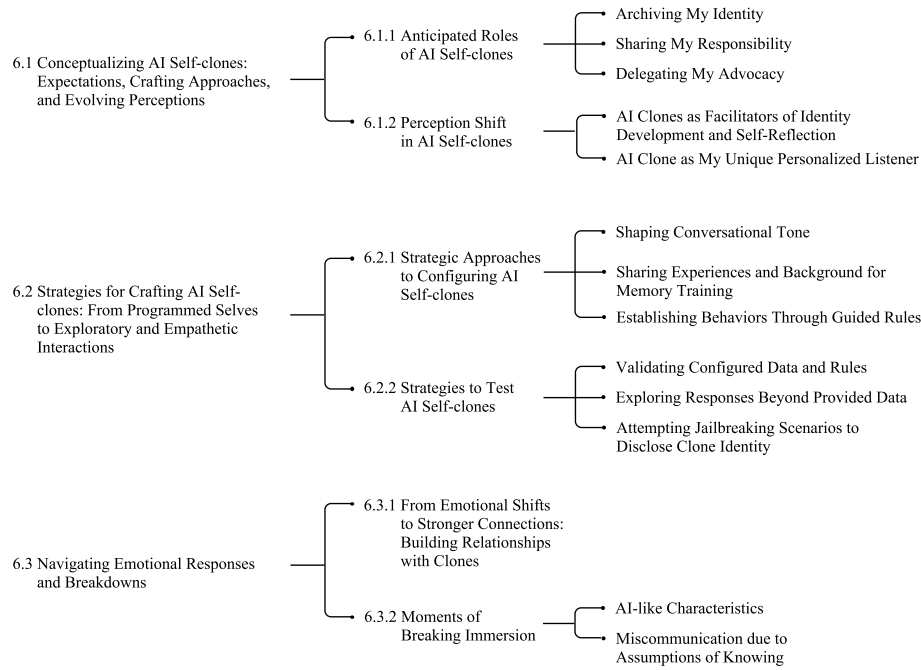 6.1 Conceptualizing AI Self-clones:
Expectations, Crafting Approaches,
and Evolving Perceptions
6.1.1 Anticipated Roles
of AI Self-clones
Archiving My Identity
Sharing My Responsibility
Delegating My Advocacy
6.1.2 Perception Shift
in AI Self-clones
AI Clones as Facilitators of Identity
Development and Self-Reflection
AI Clone as My Unique Personalized Listener
6.2 Strategies for Crafting AI Self-
clones: From Programmed Selves
to Exploratory and Empathetic
Interactions
6.2.1 Strategic Approaches
to Configuring AI
Self-clones
Shaping Conversational Tone
Sharing Experiences and Background for
Memory Training
Establishing Behaviors Through Guided Rules
6.2.2 Strategies to Test
AI Self-clones
Validating Configured Data and Rules
Exploring Responses Beyond Provided Data
Attempting Jailbreaking Scenarios to
Disclose Clone Identity
6.3 Navigating Emotional Responses
and Breakdowns
6.3.1 From Emotional Shifts
to Stronger Connections:
Building Relationships
with Clones
6.3.2 Moments of
Breaking Immersion
AI-like Characteristics
Miscommunication due to
Assumptions of Knowing